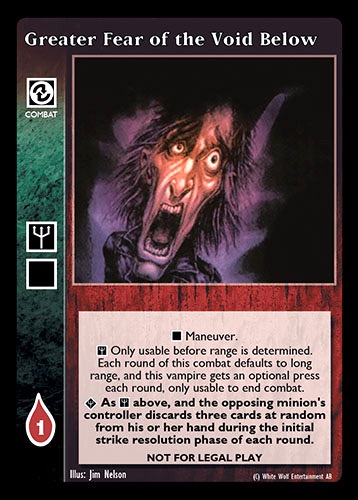 Greater Fear of the Void Below
COMBAT
Maneuver.
Only usable before range is determined.
Each round of this combat defaults to long
range, and this vampire gets an optional press
each round, only usable to end combat.
As above, and the opposing minion's
controller discards three cards at random
from his or her hand during the initial
strike resolution phase of each round.
NOT FOR LEGAL PLAY
1
Illus: Jim Nelson
(C) White Wolf Entertainment AB